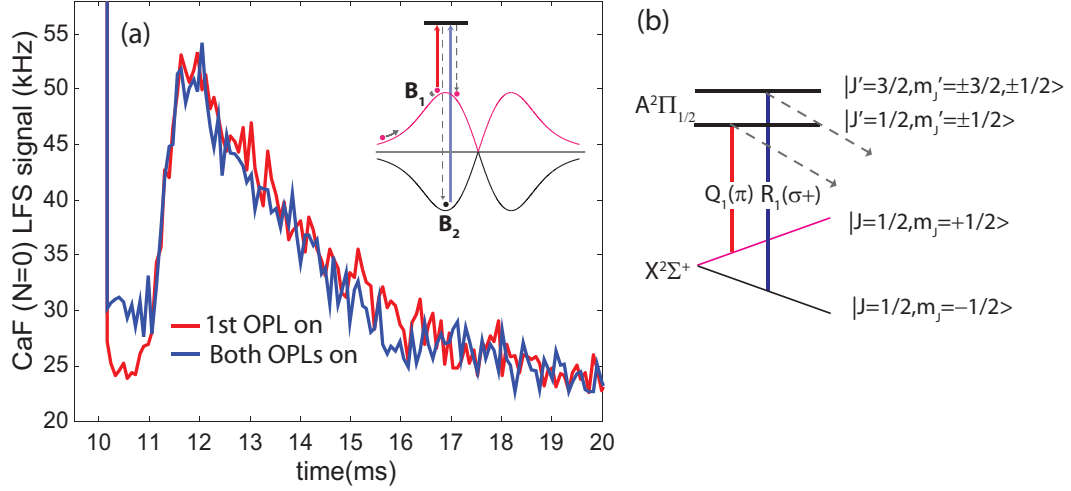 (a)
CaF (N=0) LFS signal (kHz)
55
50
45
40
35
30
25
20
10 11 12 13 14 15 16 17 18 19 20
time(ms)
1st OPL on
Both OPLs on
B₁
B₂
(b)
A²Π₁/₂
|J'=3/2,mJ'=±3/2,±1/2>
|J'=1/2,mJ'=±1/2>
Q₁(π) R₁(σ+)
|J=1/2,mJ=+1/2>
X²Σ⁺
|J=1/2,mJ=−1/2>